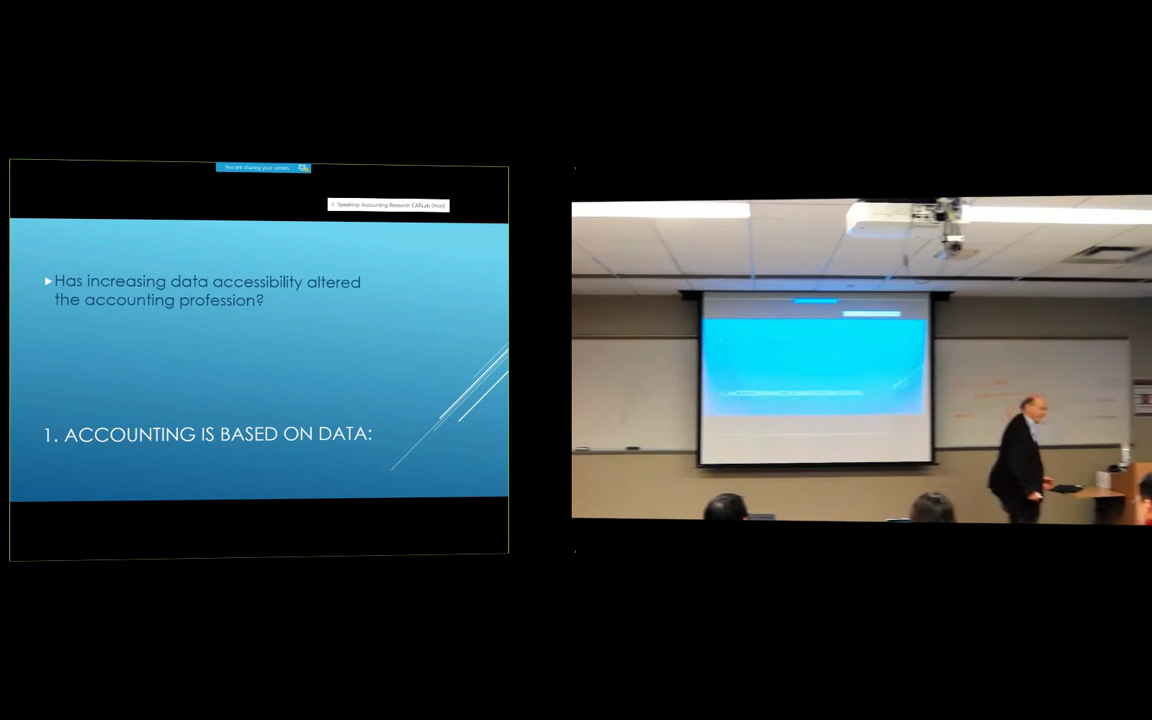 You are sharing your screen.
Speaking: Accounting Research CARLab (Host)
Has increasing data accessibility altered
the accounting profession?
1. ACCOUNTING IS BASED ON DATA: